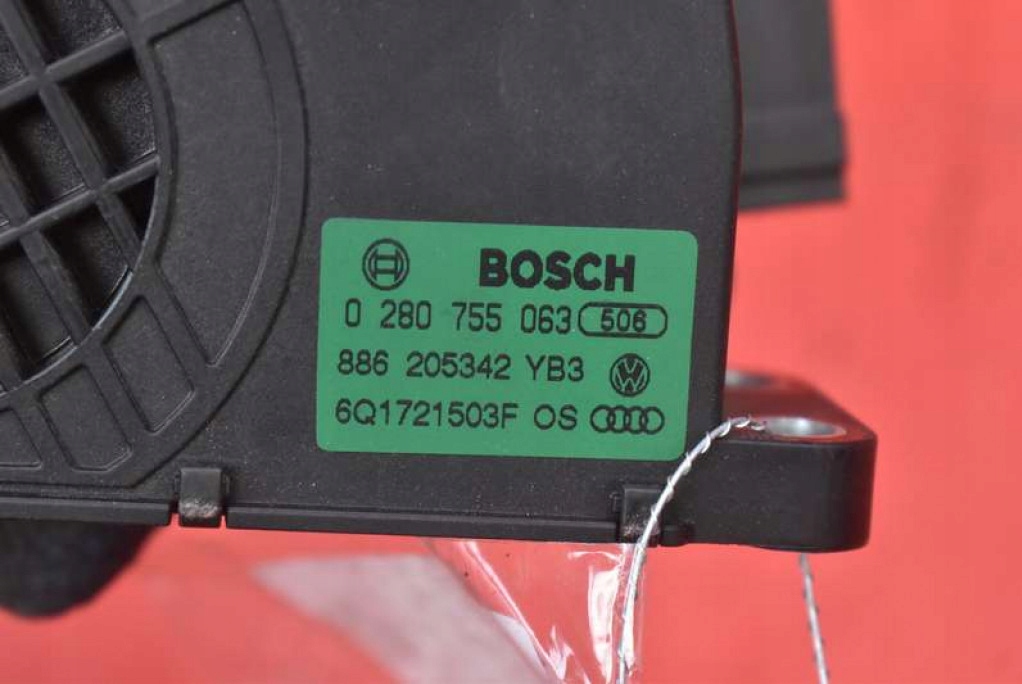 BOSCH
0 280 755 063 506
886 205342 YB3
6Q1721503F OS